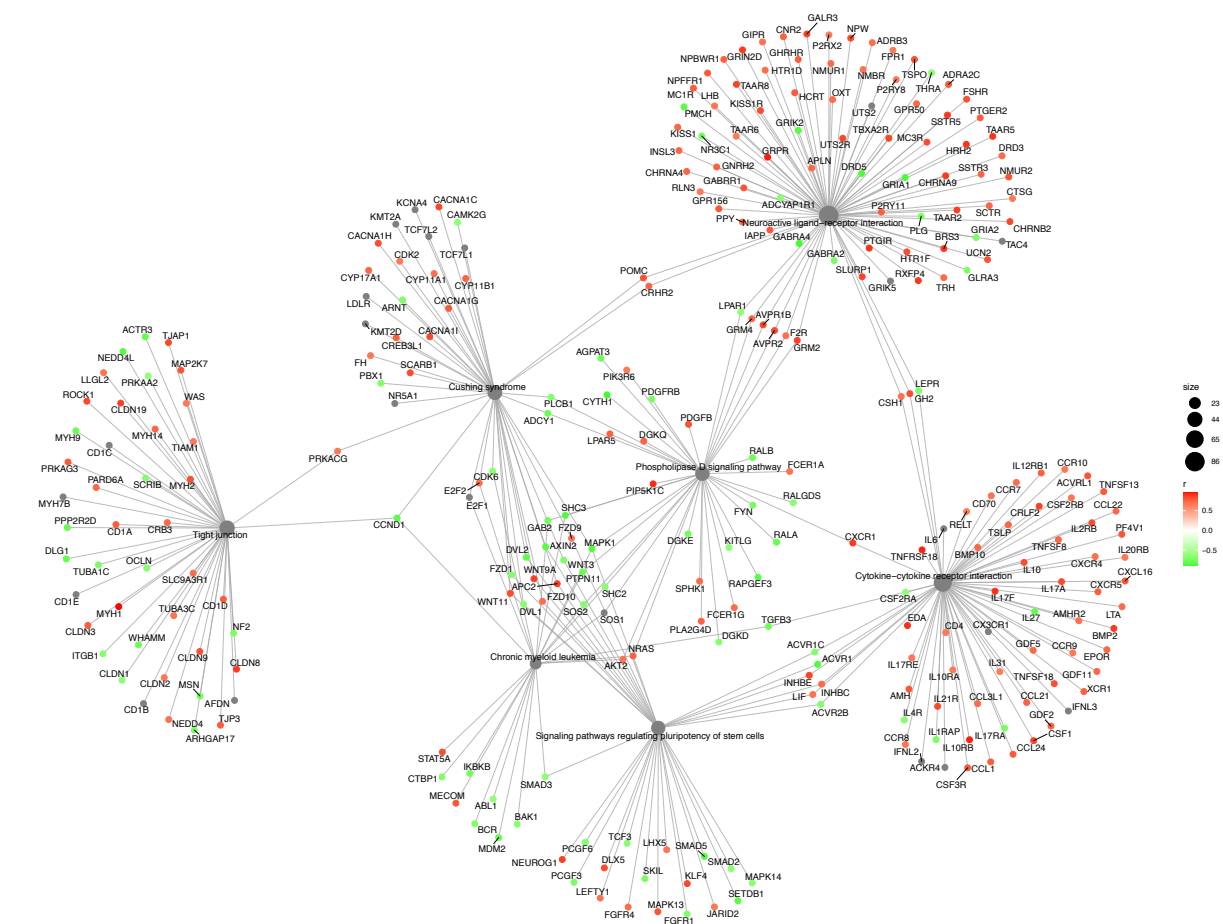 GALR3
CNR2
NPW
GIPR
P2RX2
ADRB3
NPBWR1
GRIN2D
GHRHR
FPR1
HTR1D
NMUR1
NMBR
TSPO
ADRA2C
NPFFR1
TAAR8
P2RY8
THRA
MC1R
LHB
HCRT
OXT
FSHR
KISS1R
UTS2
GPR50
PMCH
SSTR5
PTGER2
GRIK2
TBXA2R
KISS1
TAAR6
UTS2R
MC3R
TAAR5
NR3C1
GRPR
HRH2
DRD3
INSL3
GNRH2
APLN
DRD5
SSTR3
NMUR2
CHRNA4
GABRR1
GRIA1
CHRNA9
RLN3
CTSG
GPR156
ADCYAP1R1
P2RY11
TAAR2
SCTR
PPY
Neuroactive ligand−receptor interaction
PLG
CHRNB2
IAPP
GABRA4
PTGIR
BRS3
GRIA2
TAC4
GABRA2
HTR1F
UCN2
SLURP1
RXFP4
GRIK5
TRH
GLRA3
KCNA4
CACNA1C
KMT2A
CAMK2G
TCF7L2
CACNA1H
TCF7L1
CDK2
CYP17A1
CYP11A1
CYP11B1
LDLR
ARNT
CACNA1G
KMT2D
CACNA1I
CREB3L1
FH
SCARB1
PBX1
NR5A1
Cushing syndrome
POMC
CRHR2
LPAR1
AVPR1B
GRM4
AVPR2
F2R
GRM2
ACTR3
TJAP1
NEDD4L
MAP2K7
LLGL2
PRKAA2
ROCK1
WAS
CLDN19
MYH9
MYH14
CD1C
TIAM1
PRKAG3
PARD6A
SCRIB
MYH2
MYH7B
PPP2R2D
CD1A
CRB3
Tight junction
DLG1
OCLN
TUBA1C
SLC9A3R1
CD1E
MYH1
TUBA3C
CD1D
CLDN3
WHAMM
NF2
ITGB1
CLDN9
CLDN8
CLDN1
CLDN2
MSN
CD1B
AFDN
NEDD4
TJP3
ARHGAP17
PRKACG
CCND1
AGPAT3
PIK3R6
PDGFRB
CYTH1
PLCB1
ADCY1
LPAR5
DGKQ
PDGFB
RALB
Phospholipase D signaling pathway
FCER1A
PIP5K1C
RALGDS
FYN
DGKE
KITLG
RALA
RAPGEF3
SPHK1
FCER1G
PLA2G4D
DGKD
TGFB3
CSH1
LEPR
GH2
CXCR1
CDK6
E2F2
E2F1
SHC3
GAB2
FZD9
DVL2
AXIN2
MAPK1
FZD1
WNT9A
WNT3
APC2
PTPN11
WNT11
FZD10
SHC2
DVL1
SOS2
SOS1
NRAS
AKT2
Chronic myeloid leukemia
STAT5A
CTBP1
IKBKB
MECOM
SMAD3
ABL1
BCR
BAK1
MDM2
Signaling pathways regulating pluripotency of stem cells
ACVR1C
ACVR1
INHBE
LIF
INHBC
ACVR2B
TCF3
PCGF6
LHX5
SMAD5
NEUROG1
DLX5
SMAD2
PCGF3
SKIL
KLF4
MAPK14
LEFTY1
SETDB1
FGFR4
MAPK13
JARID2
FGFR1
IL12RB1
CCR10
CCR7
ACVRL1
TNFSF13
CD70
CSF2RB
CRLF2
CCL22
RELT
TSLP
IL2RB
PF4V1
IL6
TNFSF8
TNFRSF18
BMP10
IL20RB
CXCR4
IL10
CXCL16
Cytokine−cytokine receptor interaction
IL17A
CXCR5
CSF2RA
IL17F
IL27
AMHR2
LTA
EDA
CD4
CX3CR1
BMP2
GDF5
CCR9
EPOR
IL17RE
IL31
IL10RA
TNFSF18
GDF11
XCR1
AMH
IL21R
CCL3L1
CCL21
IFNL3
IL4R
GDF2
CCR8
IL1RAP
IL17RA
CSF1
IFNL2
IL10RB
CCL24
ACKR4
CCL1
CSF3R
size
23
44
65
86
r
1.0
0.5
0.0
−0.5